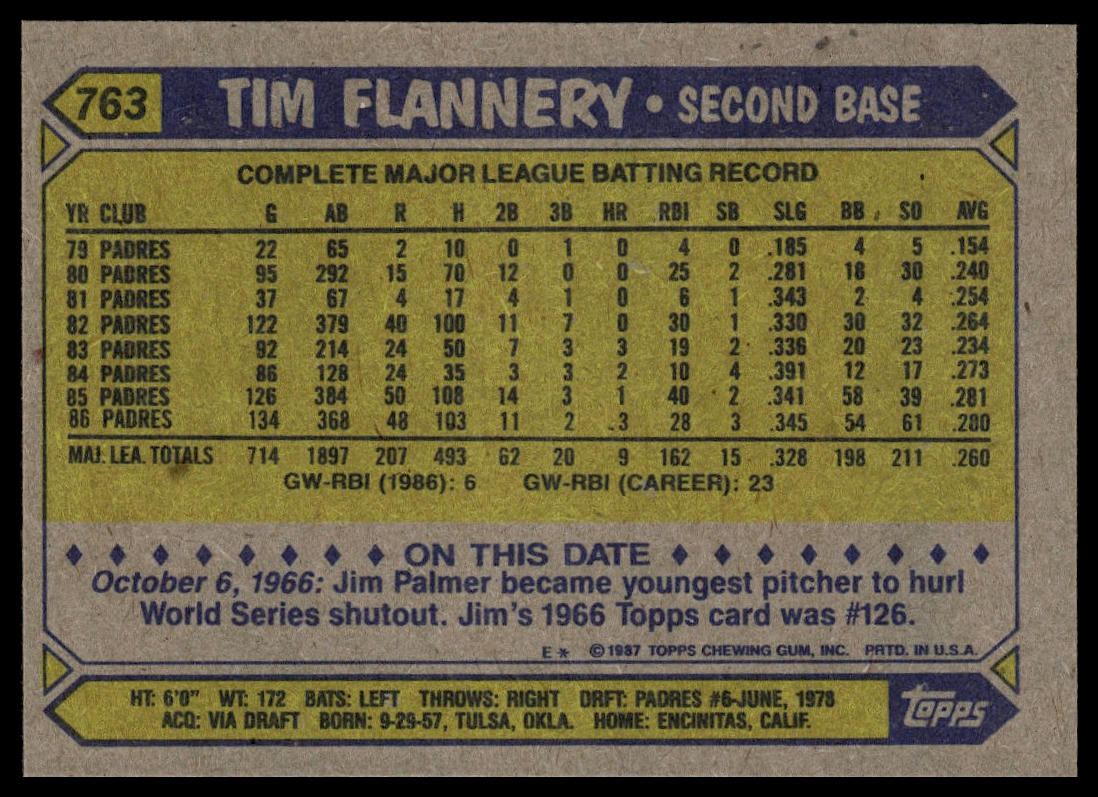 763 TIM FLANNERY • SECOND BASE
COMPLETE MAJOR LEAGUE BATTING RECORD
YR CLUB G AB R H 2B 3B HR RBI SB SLG BB SO AVG
79 PADRES 22 65 2 10 0 1 0 4 0 .185 4 5 .154
80 PADRES 95 292 15 70 12 0 0 25 2 .281 18 30 .240
81 PADRES 37 67 4 17 4 1 0 6 1 .343 2 4 .254
82 PADRES 122 379 40 100 11 7 0 30 1 .330 30 32 .264
83 PADRES 92 214 24 50 7 3 3 19 2 .336 20 23 .234
84 PADRES 86 128 24 35 3 3 2 10 4 .391 12 17 .273
85 PADRES 126 384 50 108 14 3 1 40 2 .341 58 39 .281
86 PADRES 134 368 48 103 11 2 3 28 3 .345 54 61 .280
MAJ. LEA. TOTALS 714 1897 207 493 62 20 9 162 15 .328 198 211 .260
GW-RBI (1986): 6 GW-RBI (CAREER): 23
ON THIS DATE
October 6, 1966: Jim Palmer became youngest pitcher to hurl
World Series shutout. Jim's 1966 Topps card was #126.
E* ©1987 TOPPS CHEWING GUM, INC. PRTD. IN U.S.A.
HT: 6'0" WT: 172 BATS: LEFT THROWS: RIGHT DRFT: PADRES #6-JUNE, 1978
ACQ: VIA DRAFT BORN: 9-29-57, TULSA, OKLA. HOME: ENCINITAS, CALIF.
Topps